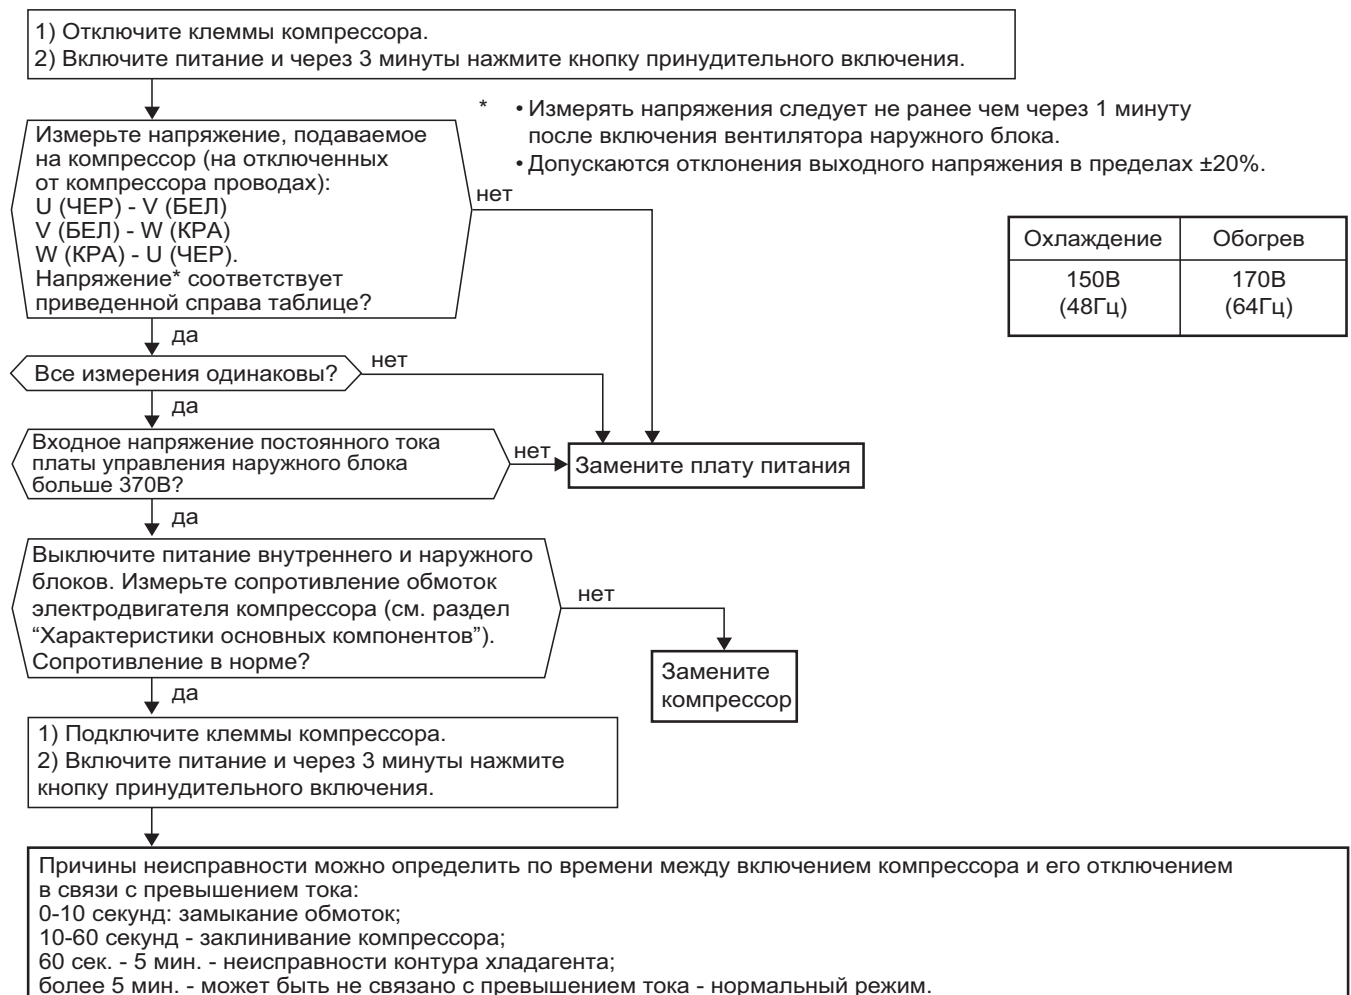 1) Отключите клеммы компрессора.
2) Включите питание и через 3 минуты нажмите кнопку принудительного включения.
* • Измерять напряжения следует не ранее чем через 1 минуту
после включения вентилятора наружного блока.
• Допускаются отклонения выходного напряжения в пределах ±20%.
Измерьте напряжение, подаваемое
на компрессор (на отключенных
от компрессора проводах):
U (ЧЕР) - V (БЕЛ)
V (БЕЛ) - W (КРА)
W (КРА) - U (ЧЕР).
Напряжение* соответствует
приведенной справа таблице?
нет
Охлаждение Обогрев
150В 170В
(48Гц) (64Гц)
да
Все измерения одинаковы?
нет
да
Входное напряжение постоянного тока
платы управления наружного блока
больше 370В?
нет
Замените плату питания
да
Выключите питание внутреннего и наружного
блоков. Измерьте сопротивление обмоток
электродвигателя компрессора (см. раздел
“Характеристики основных компонентов”).
Сопротивление в норме?
нет
Замените
компрессор
да
1) Подключите клеммы компрессора.
2) Включите питание и через 3 минуты нажмите
кнопку принудительного включения.
Причины неисправности можно определить по времени между включением компрессора и его отключением
в связи с превышением тока:
0-10 секунд: замыкание обмоток;
10-60 секунд - заклинивание компрессора;
60 сек. - 5 мин. - неисправности контура хладагента;
более 5 мин. - может быть не связано с превышением тока - нормальный режим.